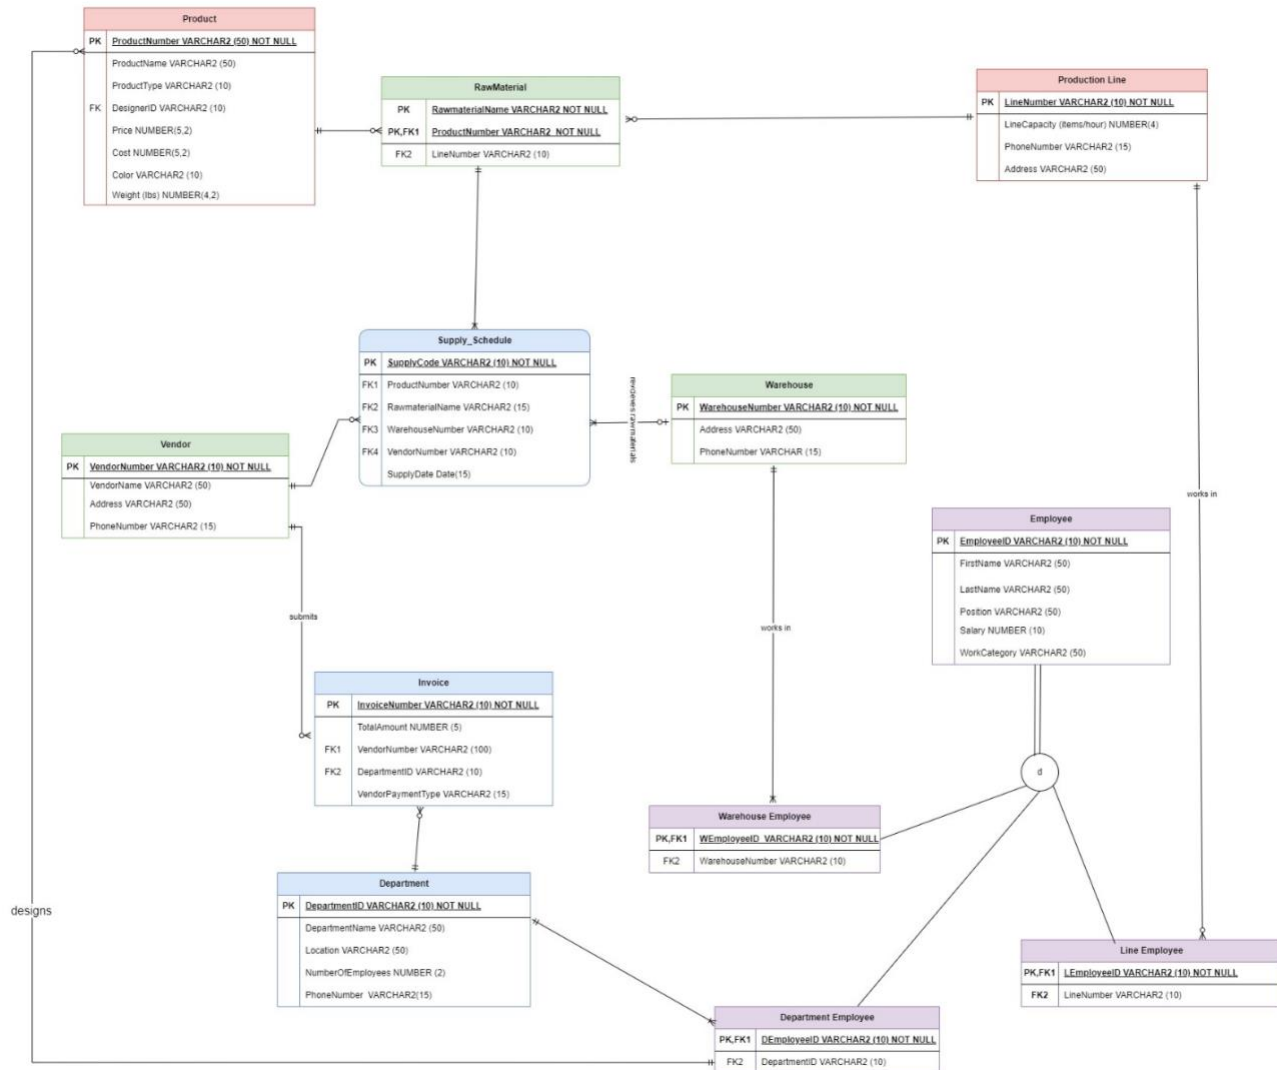 Product
PK ProductNumber VARCHAR2 (50) NOT NULL
ProductName VARCHAR2 (50)
ProductType VARCHAR2 (10)
FK DesignerID VARCHAR2 (10)
Price NUMBER(5,2)
Cost NUMBER(5,2)
Color VARCHAR2 (10)
Weight (lbs) NUMBER(4,2)
RawMaterial
PK RawmaterialName VARCHAR2 NOT NULL
PK,FK1 ProductNumber VARCHAR2 NOT NULL
FK2 LineNumber VARCHAR2 (10)
Production Line
PK LineNumber VARCHAR2 (10) NOT NULL
LineCapacity (items/hour) NUMBER(4)
PhoneNumber VARCHAR2 (15)
Address VARCHAR2 (50)
Supply_Schedule
PK SupplyCode VARCHAR2 (10) NOT NULL
FK1 ProductNumber VARCHAR2 (10)
FK2 RawmaterialName VARCHAR2 (15)
FK3 WarehouseNumber VARCHAR2 (10)
FK4 VendorNumber VARCHAR2 (10)
SupplyDate Date(15)
Warehouse
PK WarehouseNumber VARCHAR2 (10) NOT NULL
Address VARCHAR2 (50)
PhoneNumber VARCHAR (15)
Vendor
PK VendorNumber VARCHAR2 (10) NOT NULL
VendorName VARCHAR2 (50)
Address VARCHAR2 (50)
PhoneNumber VARCHAR2 (15)
works in
Employee
PK EmployeeID VARCHAR2 (10) NOT NULL
FirstName VARCHAR2 (50)
LastName VARCHAR2 (50)
Position VARCHAR2 (50)
Salary NUMBER (10)
WorkCategory VARCHAR2 (50)
submits
works in
Invoice
PK InvoiceNumber VARCHAR2 (10) NOT NULL
TotalAmount NUMBER (5)
FK1 VendorNumber VARCHAR2 (100)
FK2 DepartmentID VARCHAR2 (10)
VendorPaymentType VARCHAR2 (15)
d
Warehouse Employee
PK,FK1 WEmployeeID VARCHAR2 (10) NOT NULL
FK2 WarehouseNumber VARCHAR2 (10)
Department
PK DepartmentID VARCHAR2 (10) NOT NULL
DepartmentName VARCHAR2 (50)
Location VARCHAR2 (50)
NumberOfEmployees NUMBER (2)
PhoneNumber VARCHAR2(15)
designs
Line Employee
PK,FK1 LEmployeeID VARCHAR2 (10) NOT NULL
FK2 LineNumber VARCHAR2 (10)
Department Employee
PK,FK1 DEmployeeID VARCHAR2 (10) NOT NULL
FK2 DepartmentID VARCHAR2 (10)